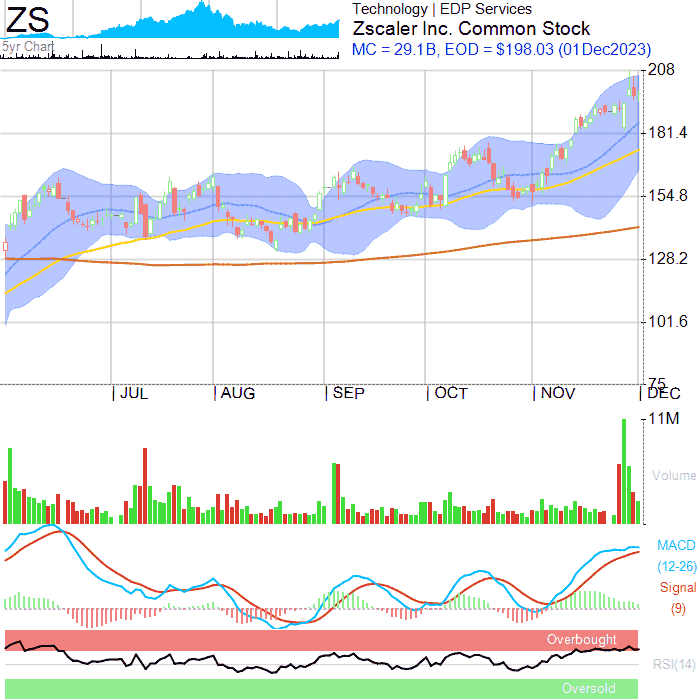 ZS
5yr Chart
Technology | EDP Services
Zscaler Inc. Common Stock
MC = 29.1B, EOD = $198.03 (01Dec2023)
208
181.4
154.8
128.2
101.6
75
| JUL | AUG | SEP | OCT | NOV | DEC
11M
Volume
MACD
(12-26)
Signal
(9)
Overbought
RSI(14)
Oversold